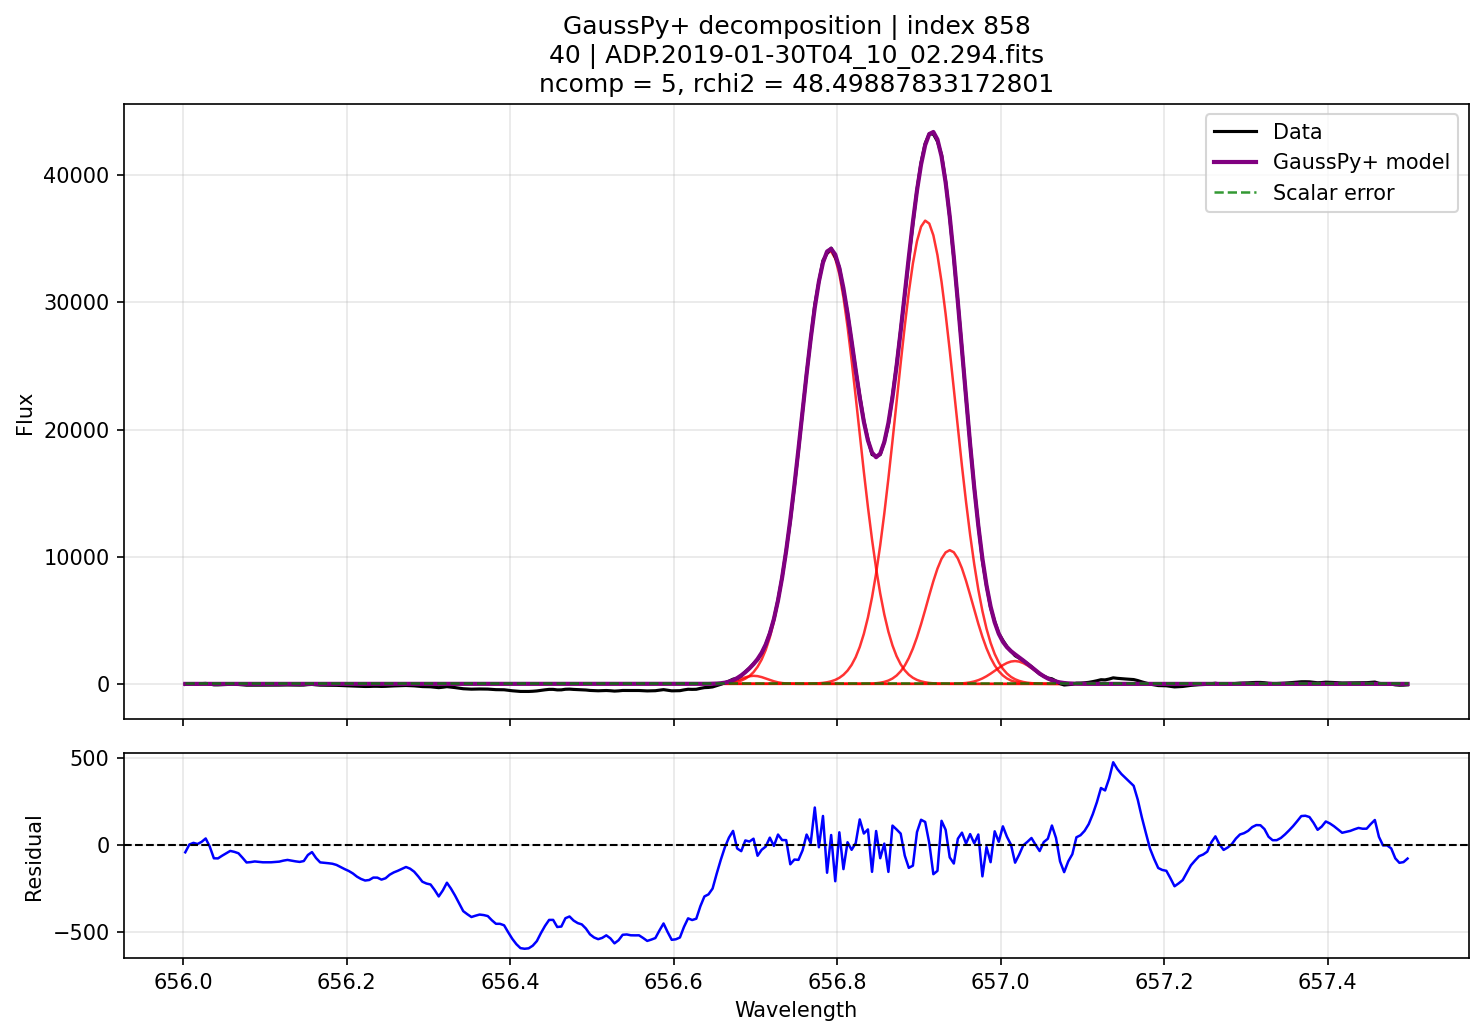 GaussPy+ decomposition | index 858
40 | ADP.2019-01-30T04_10_02.294.fits
ncomp = 5, rchi2 = 48.49887833172801
Data
GaussPy+ model
Scalar error
40000
30000
20000
10000
0
Flux
500
0
−500
Residual
656.0
656.2
656.4
656.6
656.8
657.0
657.2
657.4
Wavelength